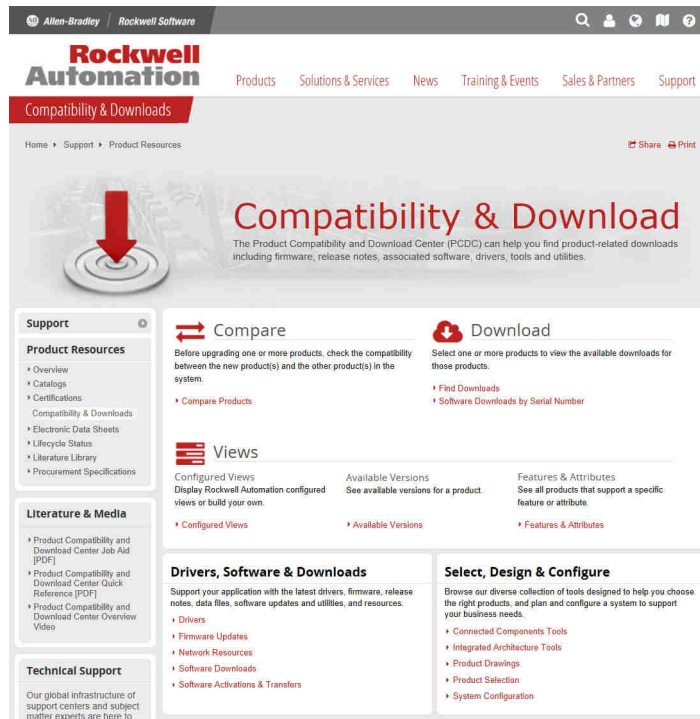 Allen-Bradley
Rockwell Software
Rockwell
Automation
Products
Solutions & Services
News
Training & Events
Sales & Partners
Support
Compatibility & Downloads
Home
Support
Product Resources
Share
Print
Compatibility & Download
The Product Compatibility and Download Center (PCDC) can help you find product-related downloads
including firmware, release notes, associated software, drivers, tools and utilities.
Support
Product Resources
Overview
Catalogs
Certifications
Compatibility & Downloads
Electronic Data Sheets
Lifecycle Status
Literature Library
Procurement Specifications
Literature & Media
Product Compatibility and
Download Center Job Aid
[PDF]
Product Compatibility and
Download Center Quick
Reference [PDF]
Product Compatibility and
Download Center Overview
Video
Technical Support
Our global infrastructure of
support centers and subject
matter experts are here to
Compare
Before upgrading one or more products, check the compatibility
between the new product(s) and the other product(s) in the
system.
Compare Products
Download
Select one or more products to view the available downloads for
those products.
Find Downloads
Software Downloads by Serial Number
Views
Configured Views
Display Rockwell Automation configured
views or build your own.
Configured Views
Available Versions
See available versions for a product.
Available Versions
Features & Attributes
See all products that support a specific
feature or attribute.
Features & Attributes
Drivers, Software & Downloads
Support your application with the latest drivers, firmware, release
notes, data files, software updates and utilities, and resources.
Drivers
Firmware Updates
Network Resources
Software Downloads
Software Activations & Transfers
Select, Design & Configure
Browse our diverse collection of tools designed to help you choose
the right products, and plan and configure a system to support
your business needs.
Connected Components Tools
Integrated Architecture Tools
Product Drawings
Product Selection
System Configuration